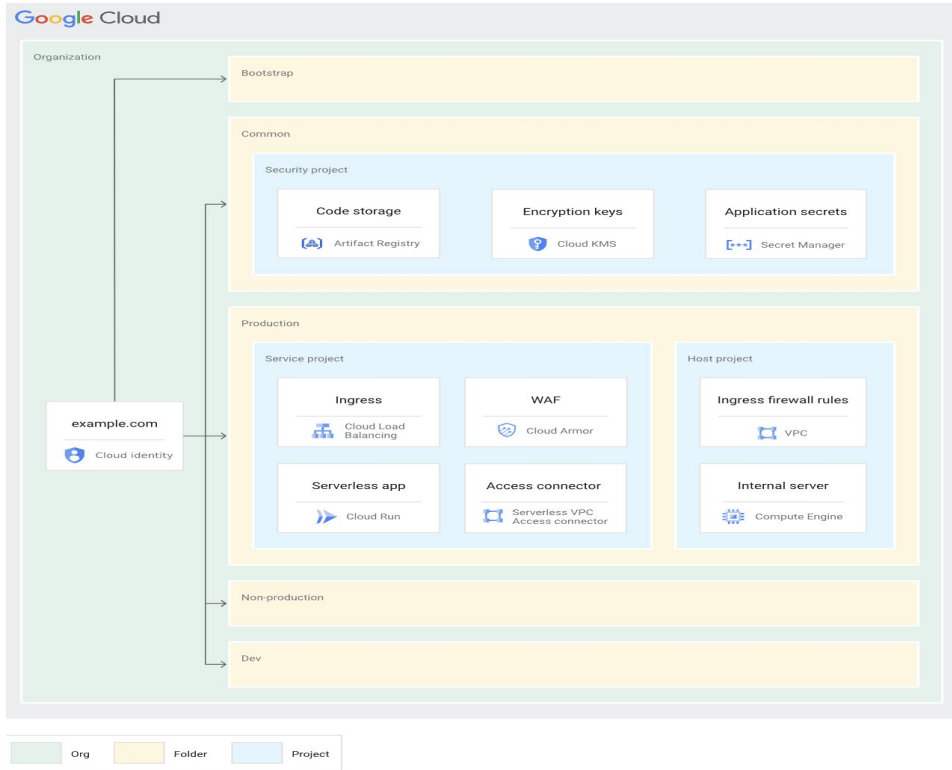 Google Cloud
Organization
Bootstrap
Common
Security project
Code storage
Artifact Registry
Encryption keys
Cloud KMS
Application secrets
Secret Manager
Production
Service project
Ingress
Cloud Load
Balancing
WAF
Cloud Armor
Serverless app
Cloud Run
Access connector
Serverless VPC
Access connector
Host project
Ingress firewall rules
VPC
Internal server
Compute Engine
example.com
Cloud identity
Non-production
Dev
Org
Folder
Project